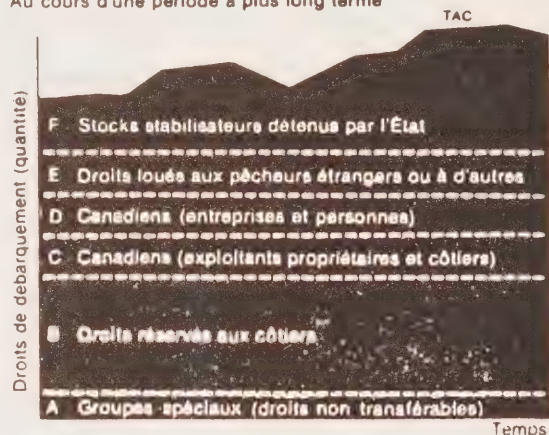 Au cours d'une période à plus long terme
TAC
Droits de debarquement (quantité)
F Stocks stabilisateurs détenus par l'État
E Droits loués aux pêcheurs étrangers ou à d'autres
D Canadiens (entreprises et personnes)
C Canadiens (exploitants propriétaires et côtiers)
B Droits réservés aux côtiers
A Groupes spéciaux (droits non transférables)
Temps